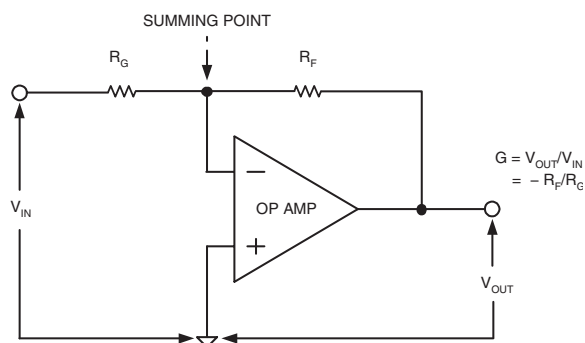 SUMMING POINT
R_G
R_F
G = V_OUT/V_IN
= – R_F/R_G
–
OP AMP
+
V_IN
V_OUT